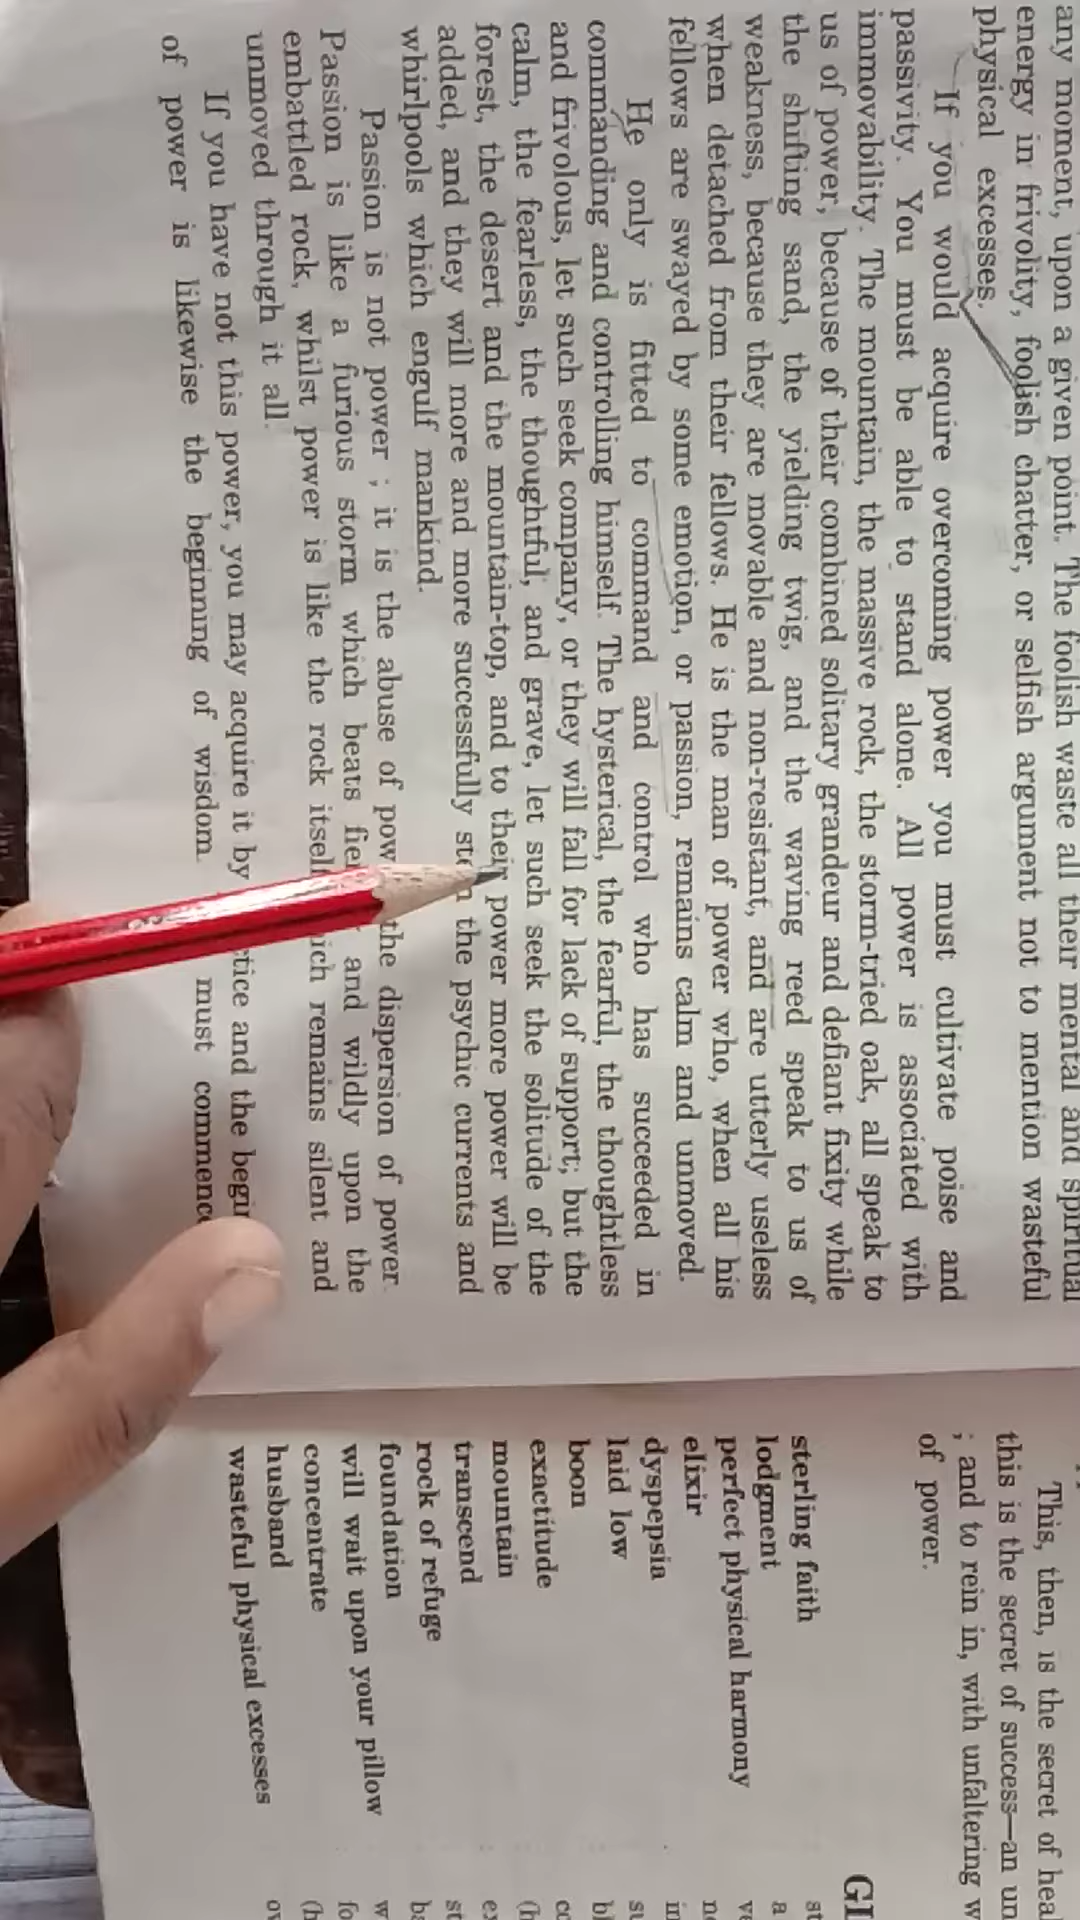 any moment, upon a given point. The foolish waste all their mental and spiritual
energy in frivolity, foolish chatter, or selfish argument not to mention wasteful
physical excesses.
If you would acquire overcoming power you must cultivate poise and
passivity. You must be able to stand alone. All power is associated with
immovability. The mountain, the massive rock, the storm-tried oak, all speak to
us of power, because of their combined solitary grandeur and defiant fixity while
the shifting sand, the yielding twig, and the waving reed speak to us of
weakness, because they are movable and non-resistant, and are utterly useless
when detached from their fellows. He is the man of power who, when all his
fellows are swayed by some emotion, or passion, remains calm and unmoved.
He only is fitted to command and control who has succeeded in
commanding and controlling himself. The hysterical, the fearful, the thoughtless
and frivolous, let such seek company, or they will fall for lack of support; but the
calm, the fearless, the thoughtful, and grave, let such seek the solitude of the
forest, the desert and the mountain-top, and to their power more power will be
added, and they will more and more successfully the psychic currents and
whirlpools which engulf mankind.
Passion is not power ; it is the abuse of the dispersion of power.
Passion is like a furious storm which beats and wildly upon the
embattled rock, whilst power is like the rock itself remains silent and
unmoved through it all.
If you have not this power, you may acquire it by and the
of power is likewise the beginning of wisdom. must
This, then, is the secret of
this is the secret of success—an
; and to rein in, with unfaltering
of power.
sterling faith
lodgment
perfect physical harmony
elixir
dyspepsia
laid low
boon
exactitude
mountain
transcend
rock of refuge
foundation
will wait upon your pillow
concentrate
husband
wasteful physical excesses